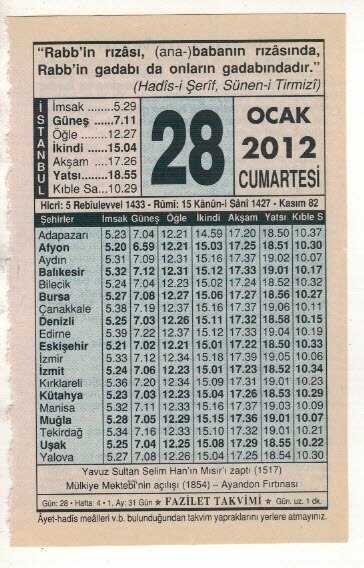 “Rabb’in rızâsı, (ana-)babanın rızâsında,
Rabb’in gadabı da onların gadabındadır.”
(Hadîs-i Şerîf, Sünen-i Tirmizî)
İSTANBUL
İmsak ......5.29
Güneş ......7.11
Öğle .......12.27
İkindi .....15.04
Akşam ....17.26
Yatsı.......18.55
Kıble Sa...10.29
28
OCAK
2012
CUMARTESİ
Hicrî: 5 Rebîulevvel 1433 - Rûmi: 15 Kânûn-i Sâni 1427 - Kasım 82
Şehirler İmsak Güneş Öğle İkindi Akşam Yatsı Kıble S
Adapazarı 5.23 7.04 12.21 14.59 17.20 18.50 10.37
Afyon 5.20 6.59 12.21 15.03 17.25 18.51 10.30
Aydın 5.31 7.09 12.31 15.16 17.37 19.02 10.07
Balıkesir 5.32 7.12 12.31 15.12 17.33 19.01 10.17
Bilecik 5.24 7.04 12.23 15.02 17.24 18.52 10.32
Bursa 5.27 7.08 12.27 15.06 17.27 18.56 10.27
Çanakkale 5.38 7.19 12.37 15.16 17.37 19.06 10.11
Denizli 5.25 7.03 12.26 15.11 17.32 18.58 10.15
Edirne 5.39 7.22 12.37 15.12 17.33 19.04 10.19
Eskişehir 5.21 7.02 12.21 15.01 17.22 18.50 10.33
İzmir 5.33 7.12 12.34 15.18 17.39 19.05 10.06
İzmit 5.24 7.06 12.23 15.01 17.21 18.52 10.34
Kırklareli 5.36 7.20 12.34 15.09 17.31 19.01 10.23
Kütahya 5.23 7.03 12.23 15.04 17.26 18.53 10.29
Manisa 5.32 7.11 12.33 15.16 17.37 19.03 10.09
Muğla 5.28 7.05 12.29 15.15 17.36 19.01 10.07
Tekirdağ 5.34 7.16 12.33 15.10 17.32 19.01 10.21
Uşak 5.25 7.04 12.25 15.08 17.29 18.55 10.22
Yalova 5.27 7.08 12.26 15.04 17.25 18.55 10.30
Yavuz Sultan Selim Han’ın Mısır’ı zaptı (1517)
Mülkiye Mektebi’nin açılışı (1854) – Ayandon Fırtınası
Gün: 28 • Hafta: 4 • 1. Ay: 31 Gün ★ FAZİLET TAKVİMİ ★ Gün. uz. 1 dk.
Âyet-hadîs meâlleri v.b. bulunduğundan takvim yapraklarını yerlere atmayınız.